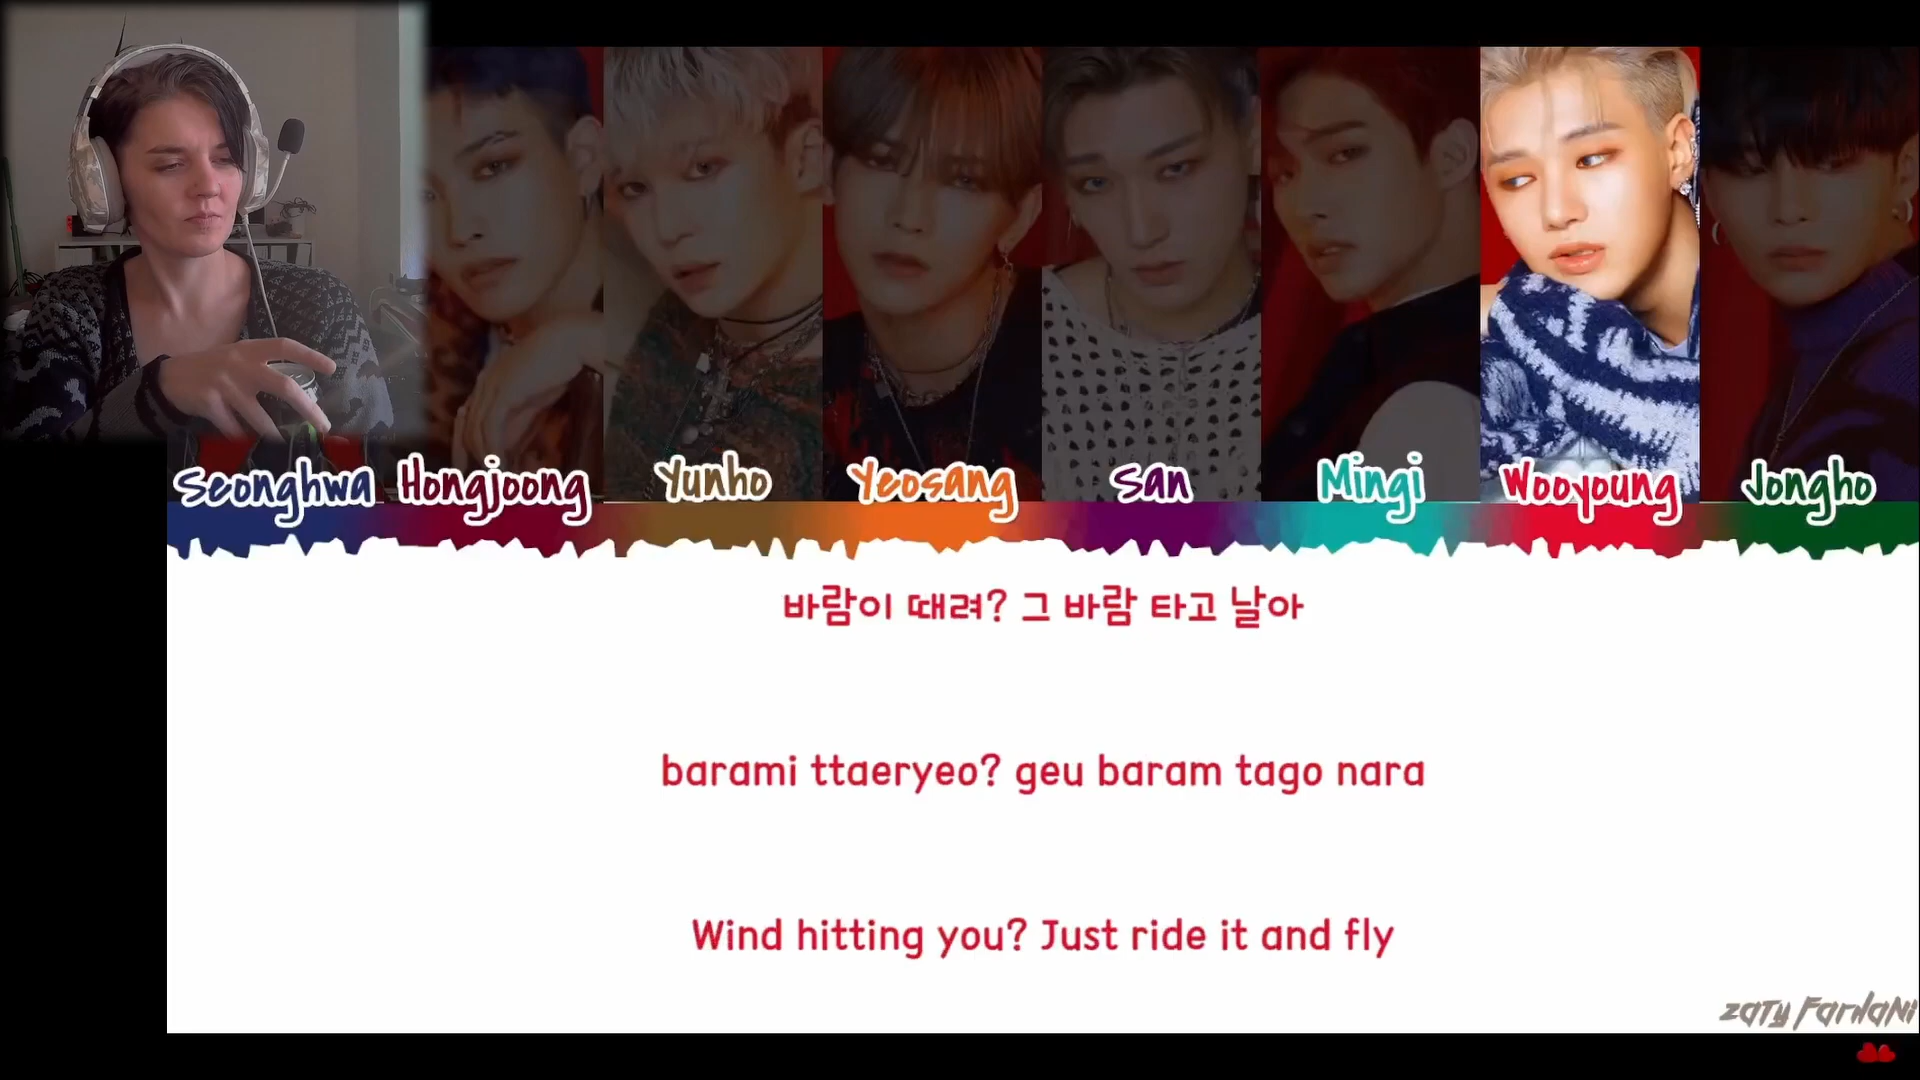 Seonghwa Hongjoong Yunho Yeosang San Mingi Wooyoung Jongho
바람이 때려? 그 바람 타고 날아
barami ttaeryeo? geu baram tago nara
Wind hitting you? Just ride it and fly
ZATY FARHANI